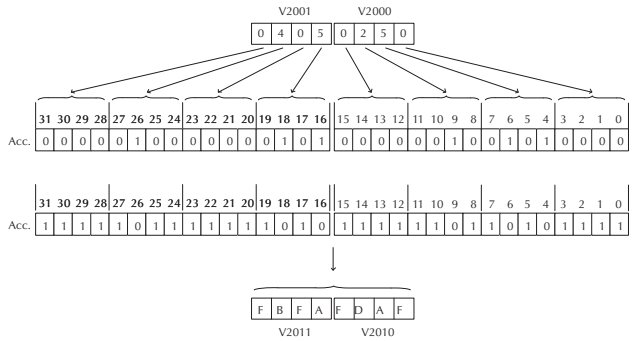 V2001 V2000
0 4 0 5 0 2 5 0
31 30 29 28 27 26 25 24 23 22 21 20 19 18 17 16 15 14 13 12 11 10 9 8 7 6 5 4 3 2 1 0
Acc. 0 0 0 0 0 1 0 0 0 0 0 0 0 1 0 1 0 0 0 0 0 0 1 0 0 1 0 1 0 0 0 0
31 30 29 28 27 26 25 24 23 22 21 20 19 18 17 16 15 14 13 12 11 10 9 8 7 6 5 4 3 2 1 0
Acc. 1 1 1 1 1 0 1 1 1 1 1 1 1 0 1 0 1 1 1 1 1 1 0 1 1 0 1 0 1 1 1 1
F B F A F D A F
V2011 V2010